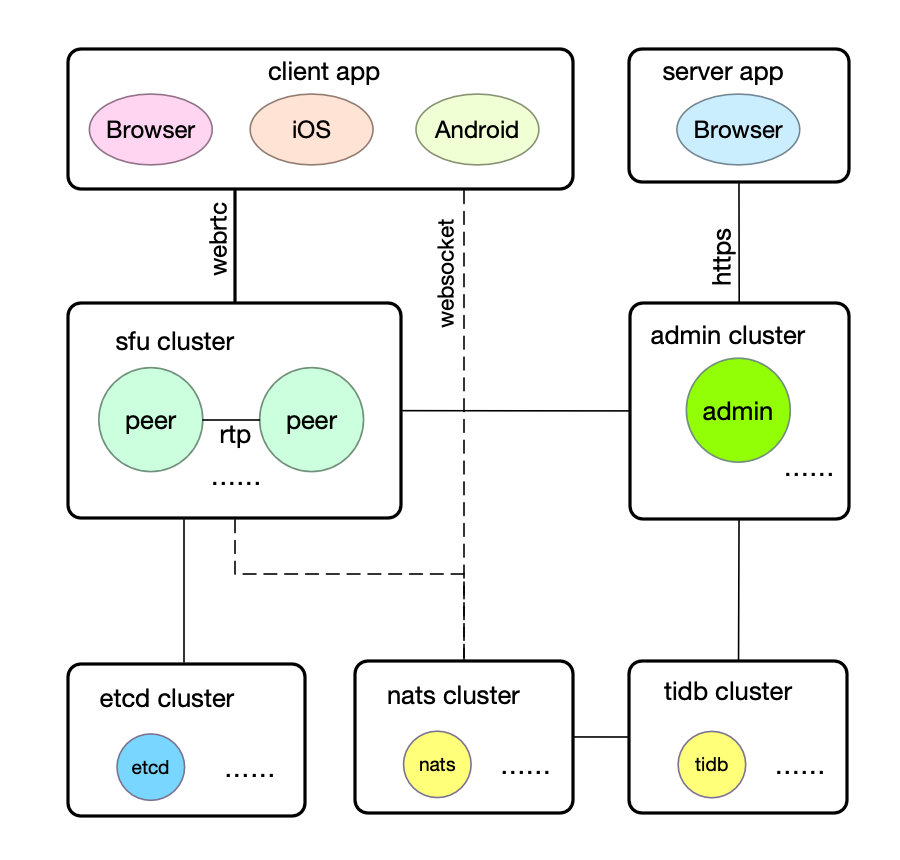 client app
Browser
iOS
Android
server app
Browser
webrtc
websocket
https
sfu cluster
peer
rtp
peer
......
admin cluster
admin
......
etcd cluster
etcd
......
nats cluster
nats
......
tidb cluster
tidb
......